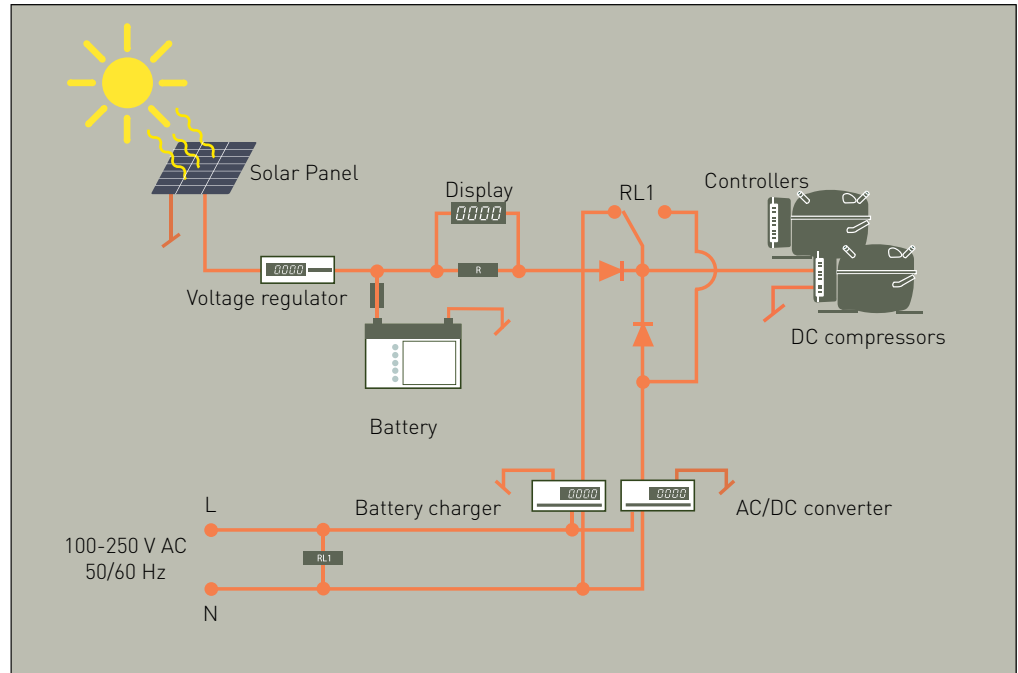 Solar Panel
Display
0000
RL1
Controllers
0000
R
Voltage regulator
DC compressors
Battery
0000
0000
Battery charger
AC/DC converter
L
100-250 V AC
50/60 Hz
RL1
N